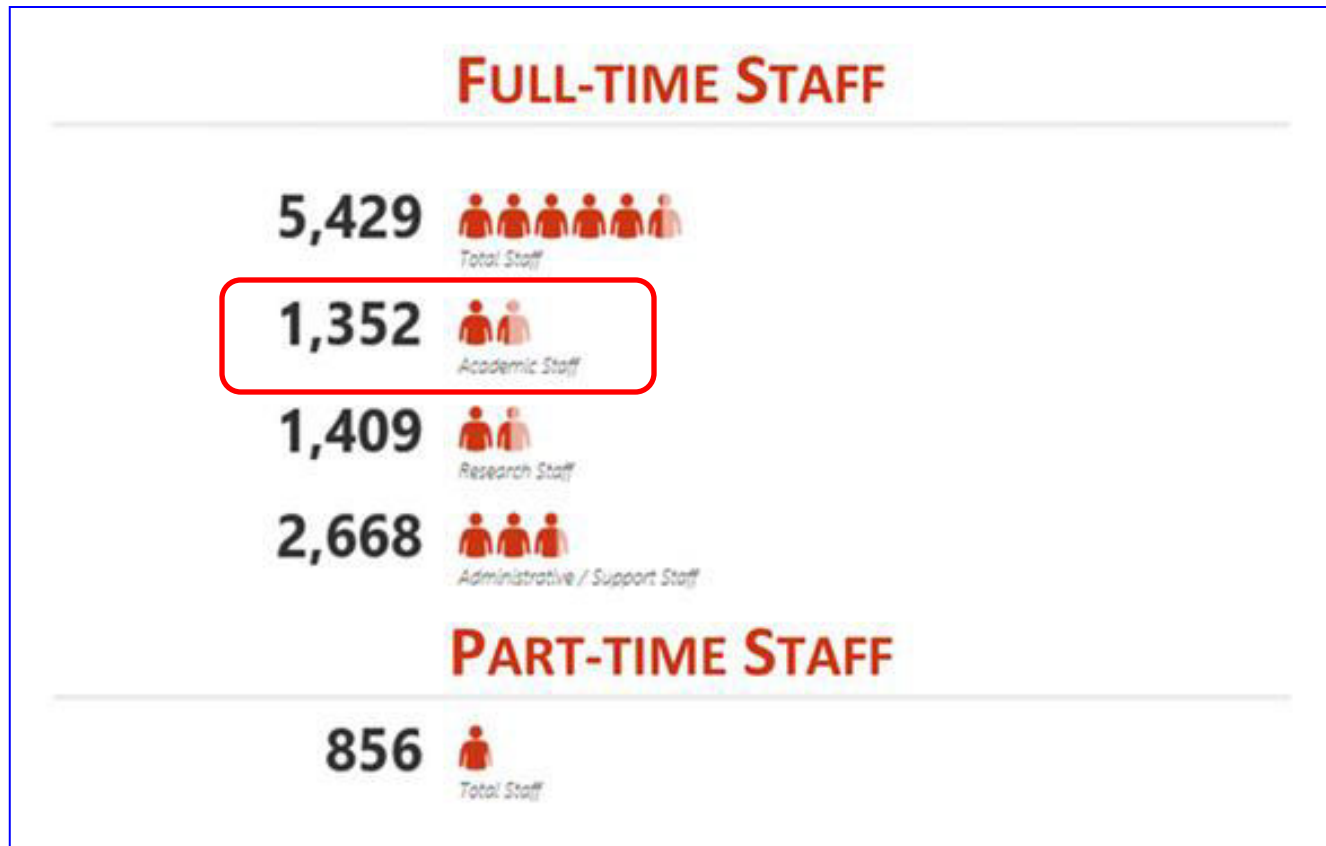 FULL-TIME STAFF
5,429
Total Staff
1,352
Academic Staff
1,409
Research Staff
2,668
Administrative / Support Staff
PART-TIME STAFF
856
Total Staff